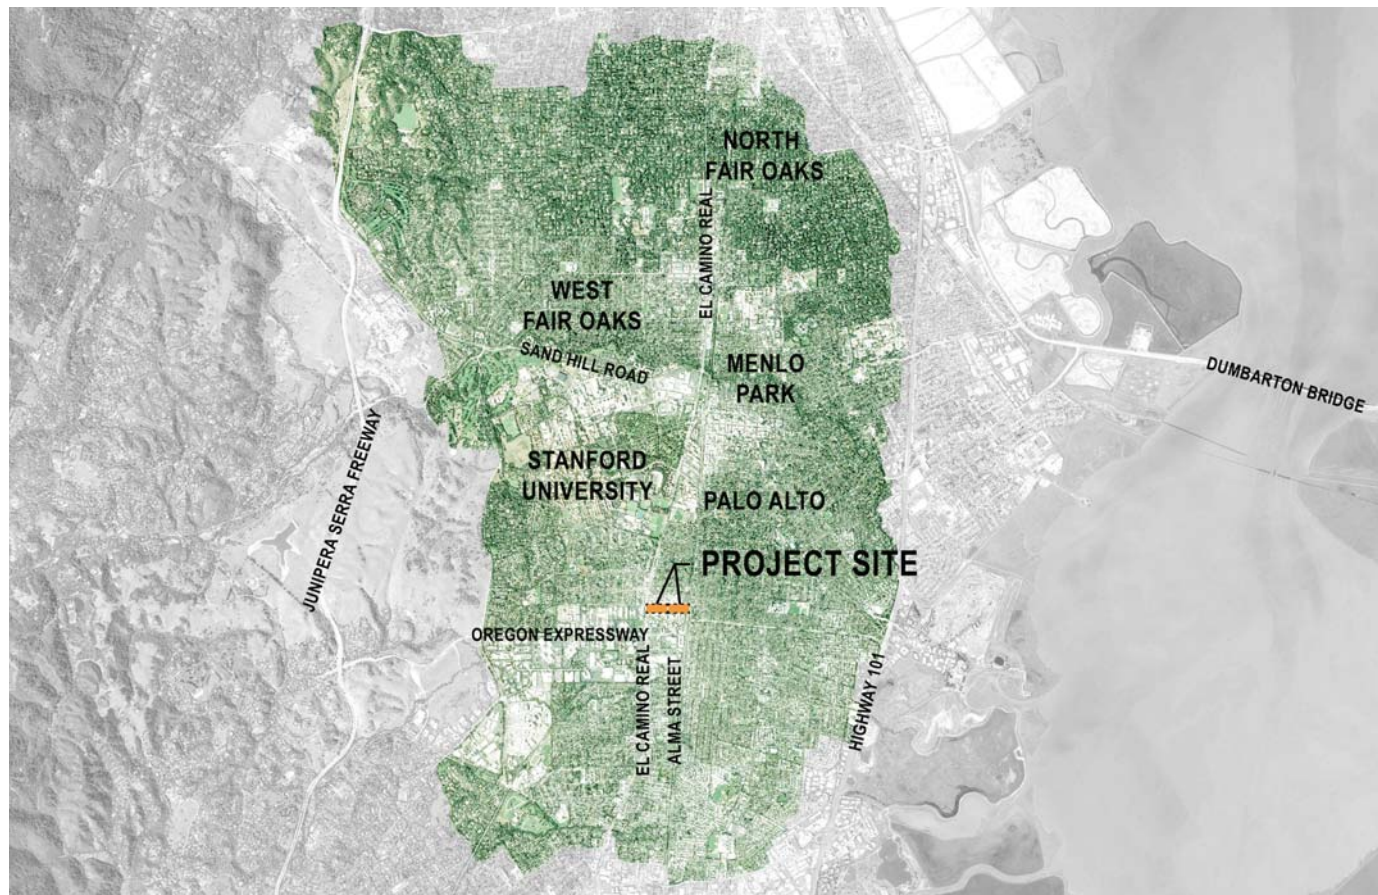 NORTH
FAIR OAKS
EL CAMINO REAL
WEST
FAIR OAKS
SAND HILL ROAD
MENLO
PARK
DUMBARTON BRIDGE
JUNIPERA SERRA FREEWAY
STANFORD
UNIVERSITY
PALO ALTO
PROJECT SITE
OREGON EXPRESSWAY
EL CAMINO REAL
ALMA STREET
HIGHWAY 101